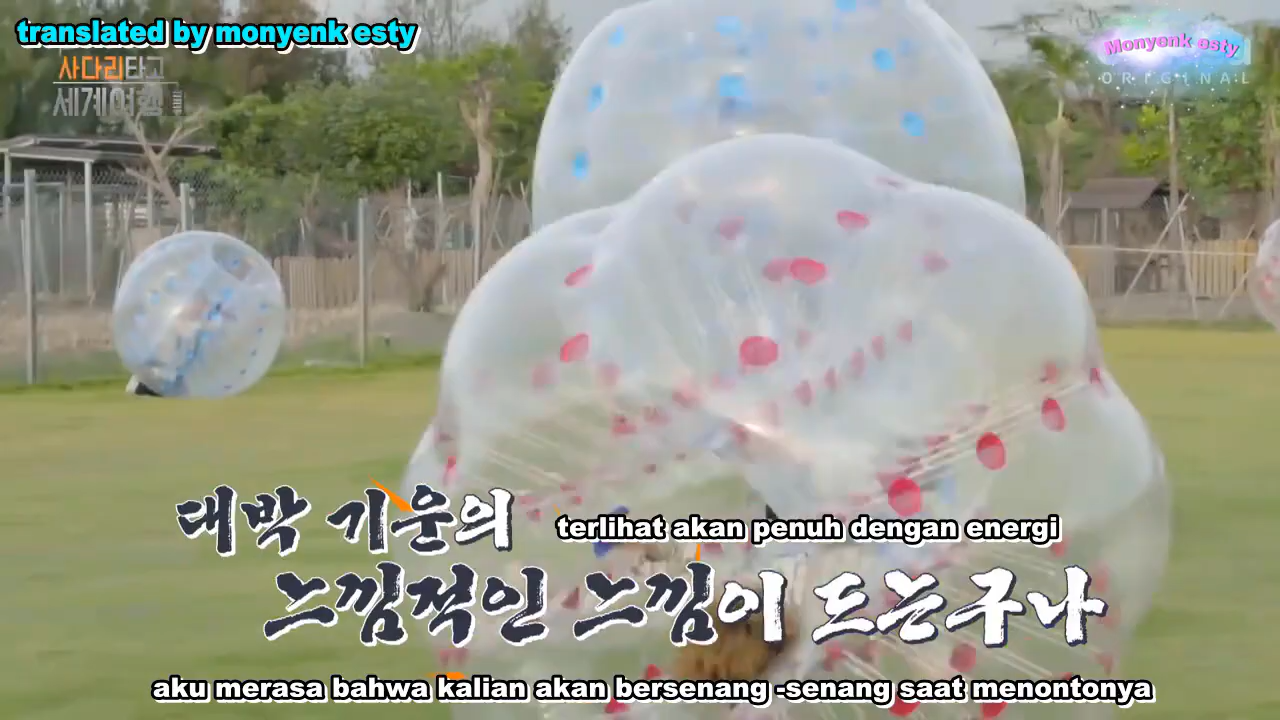 translated by monyenk esty
Monyenk esty
사다리타고
세계여행
ORIGINAL
대박 기운의
terlihat akan penuh dengan energi
느낌적인 느낌이 도는구나
aku merasa bahwa kalian akan bersenang -senang saat menontonya